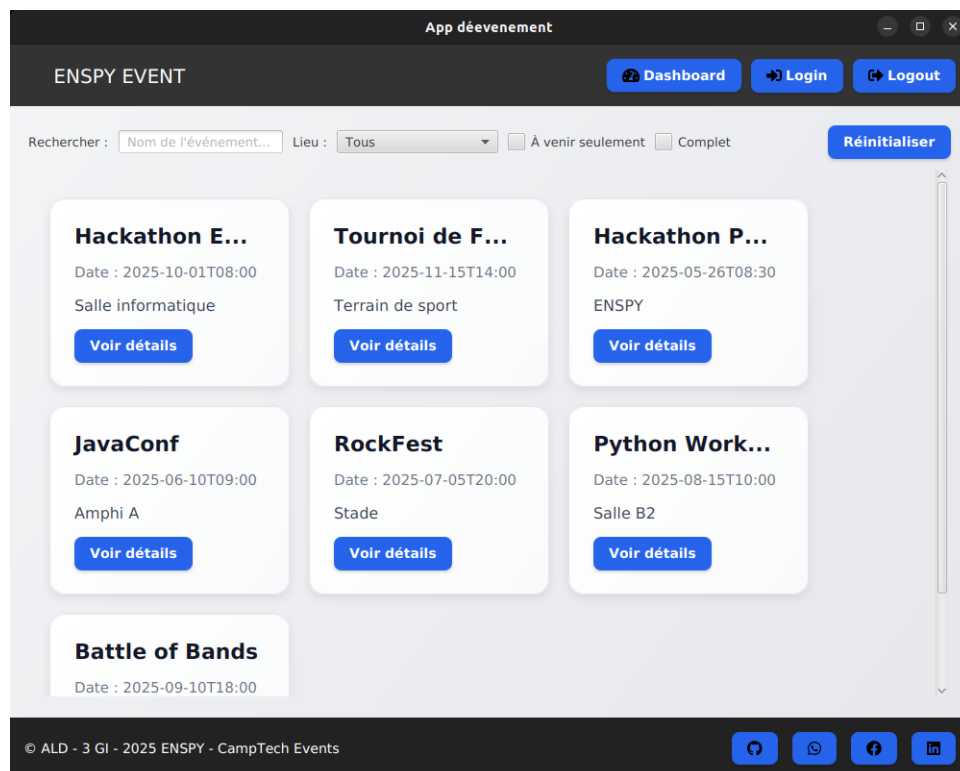 App déevenement
ENSPY EVENT Dashboard Login Logout
Rechercher : Nom de l'événement... Lieu : Tous À venir seulement Complet Réinitialiser
Hackathon E... Tournoi de F... Hackathon P...
Date : 2025-10-01T08:00 Date : 2025-11-15T14:00 Date : 2025-05-26T08:30
Salle informatique Terrain de sport ENSPY
Voir détails Voir détails Voir détails
JavaConf RockFest Python Work...
Date : 2025-06-10T09:00 Date : 2025-07-05T20:00 Date : 2025-08-15T10:00
Amphi A Stade Salle B2
Voir détails Voir détails Voir détails
Battle of Bands
Date : 2025-09-10T18:00
© ALD - 3 GI - 2025 ENSPY - CampTech Events